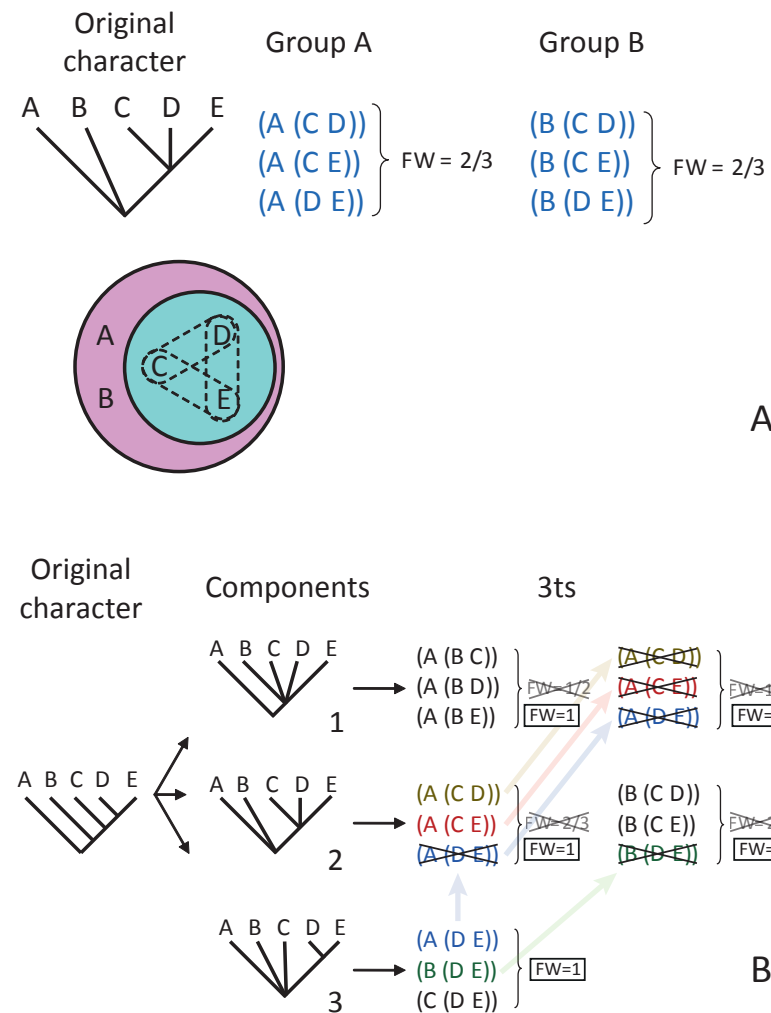 Original
character
Group A
Group B
A B C D E
(A (C D))
(A (C E))
(A (D E))
FW = 2/3
(B (C D))
(B (C E))
(B (D E))
FW = 2/3
A
B
C
D
E
A
Original
character
Components
3ts
A B C D E
1
(A (B C))
(A (B D))
(A (B E))
FW=1/2
FW=1
(A (C D))
(A (C E))
(A (D E))
A B C D E
A B C D E
2
(A (C D))
(A (C E))
(A (D E))
FW=2/3
FW=1
(B (C D))
(B (C E))
(B (D E))
A B C D E
3
(A (D E))
(B (D E))
(C (D E))
FW=1
B